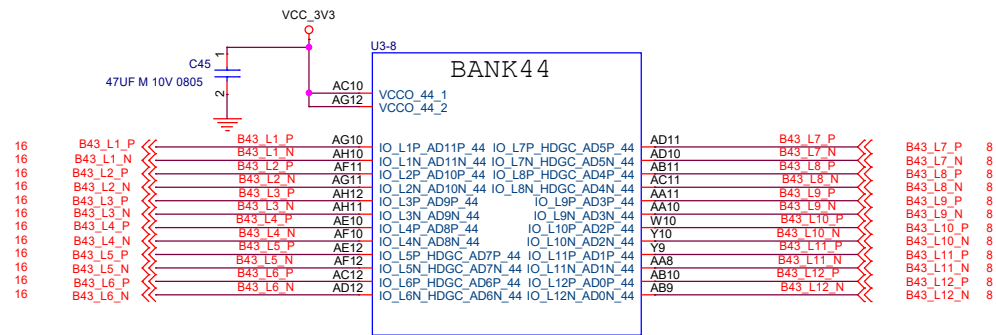 VCC_3V3
C45
47UF M 10V 0805
1
2
U3-8
BANK44
AC10 VCCO_44_1
AG12 VCCO_44_2
16 B43_L1_P B43_L1_P AG10 IO_L1P_AD11P_44 IO_L7P_HDGC_AD5P_44 AD11 B43_L7_P B43_L7_P 8
16 B43_L1_N B43_L1_N AH10 IO_L1N_AD11N_44 IO_L7N_HDGC_AD5N_44 AD10 B43_L7_N B43_L7_N 8
16 B43_L2_P B43_L2_P AF11 IO_L2P_AD10P_44 IO_L8P_HDGC_AD4P_44 AB11 B43_L8_P B43_L8_P 8
16 B43_L2_N B43_L2_N AG11 IO_L2N_AD10N_44 IO_L8N_HDGC_AD4N_44 AC11 B43_L8_N B43_L8_N 8
16 B43_L3_P B43_L3_P AH12 IO_L3P_AD9P_44 IO_L9P_AD3P_44 AA11 B43_L9_P B43_L9_P 8
16 B43_L3_N B43_L3_N AH11 IO_L3N_AD9N_44 IO_L9N_AD3N_44 AA10 B43_L9_N B43_L9_N 8
16 B43_L4_P B43_L4_P AE10 IO_L4P_AD8P_44 IO_L10P_AD2P_44 W10 B43_L10_P B43_L10_P 8
16 B43_L4_N B43_L4_N AF10 IO_L4N_AD8N_44 IO_L10N_AD2N_44 Y10 B43_L10_N B43_L10_N 8
16 B43_L5_P B43_L5_P AE12 IO_L5P_HDGC_AD7P_44 IO_L11P_AD1P_44 Y9 B43_L11_P B43_L11_P 8
16 B43_L5_N B43_L5_N AF12 IO_L5N_HDGC_AD7N_44 IO_L11N_AD1N_44 AA8 B43_L11_N B43_L11_N 8
16 B43_L6_P B43_L6_P AC12 IO_L6P_HDGC_AD6P_44 IO_L12P_AD0P_44 AB10 B43_L12_P B43_L12_P 8
16 B43_L6_N B43_L6_N AD12 IO_L6N_HDGC_AD6N_44 IO_L12N_AD0N_44 AB9 B43_L12_N B43_L12_N 8